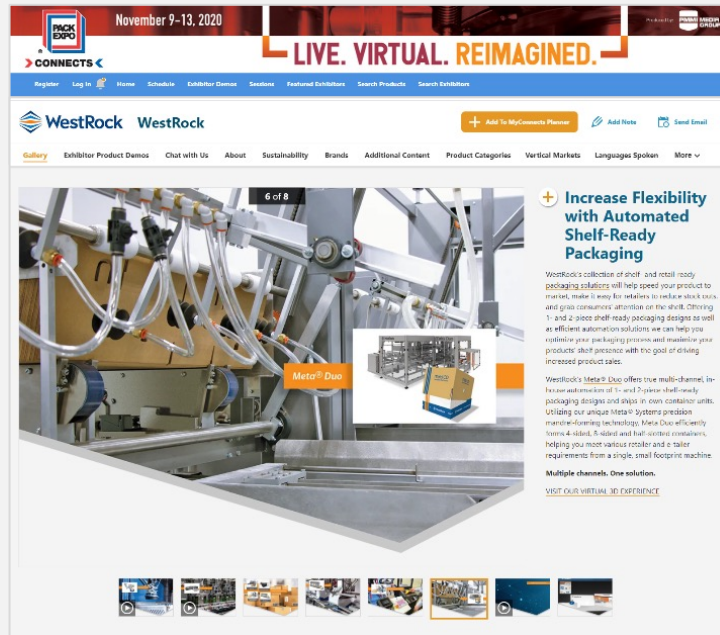 PACK
EXPO
CONNECTS
November 9-13, 2020
LIVE. VIRTUAL. REIMAGINED.
Produced by PMMI MEDIA GROUP
Register Log In Home Schedule Exhibitor Demos Sessions Featured Exhibitors Search Products Search Exhibitors
WestRock WestRock
Add To MyConnects Planner Add Note Send Email
Gallery Exhibitor Product Demos Chat with Us About Sustainability Brands Additional Content Product Categories Vertical Markets Languages Spoken More
6 of 8
Meta® Duo
Increase Flexibility
with Automated
Shelf-Ready
Packaging
WestRock's collection of shelf- and retail-ready
packaging solutions will help speed your product to
market, make it easy for retailers to reduce stock outs,
and grab consumers' attention on the shelf. Offering
1- and 2-piece shelf-ready packaging designs as well
as efficient automation solutions we can help you
optimize your packaging process and maximize your
products' shelf presence with the goal of driving
increased product sales.
WestRock's Meta® Duo offers true multi-channel, in-
house automation of 1- and 2-piece shelf-ready
packaging designs and ships-in-own-container units.
Utilizing our unique Meta® Systems precision
mandrel-forming technology, Meta Duo efficiently
forms 4-sided, 8-sided and half-slotted containers,
helping you meet various retailer and e-tailer
requirements from a single, small footprint machine.
Multiple channels. One solution.
VISIT OUR VIRTUAL 3D EXPERIENCE